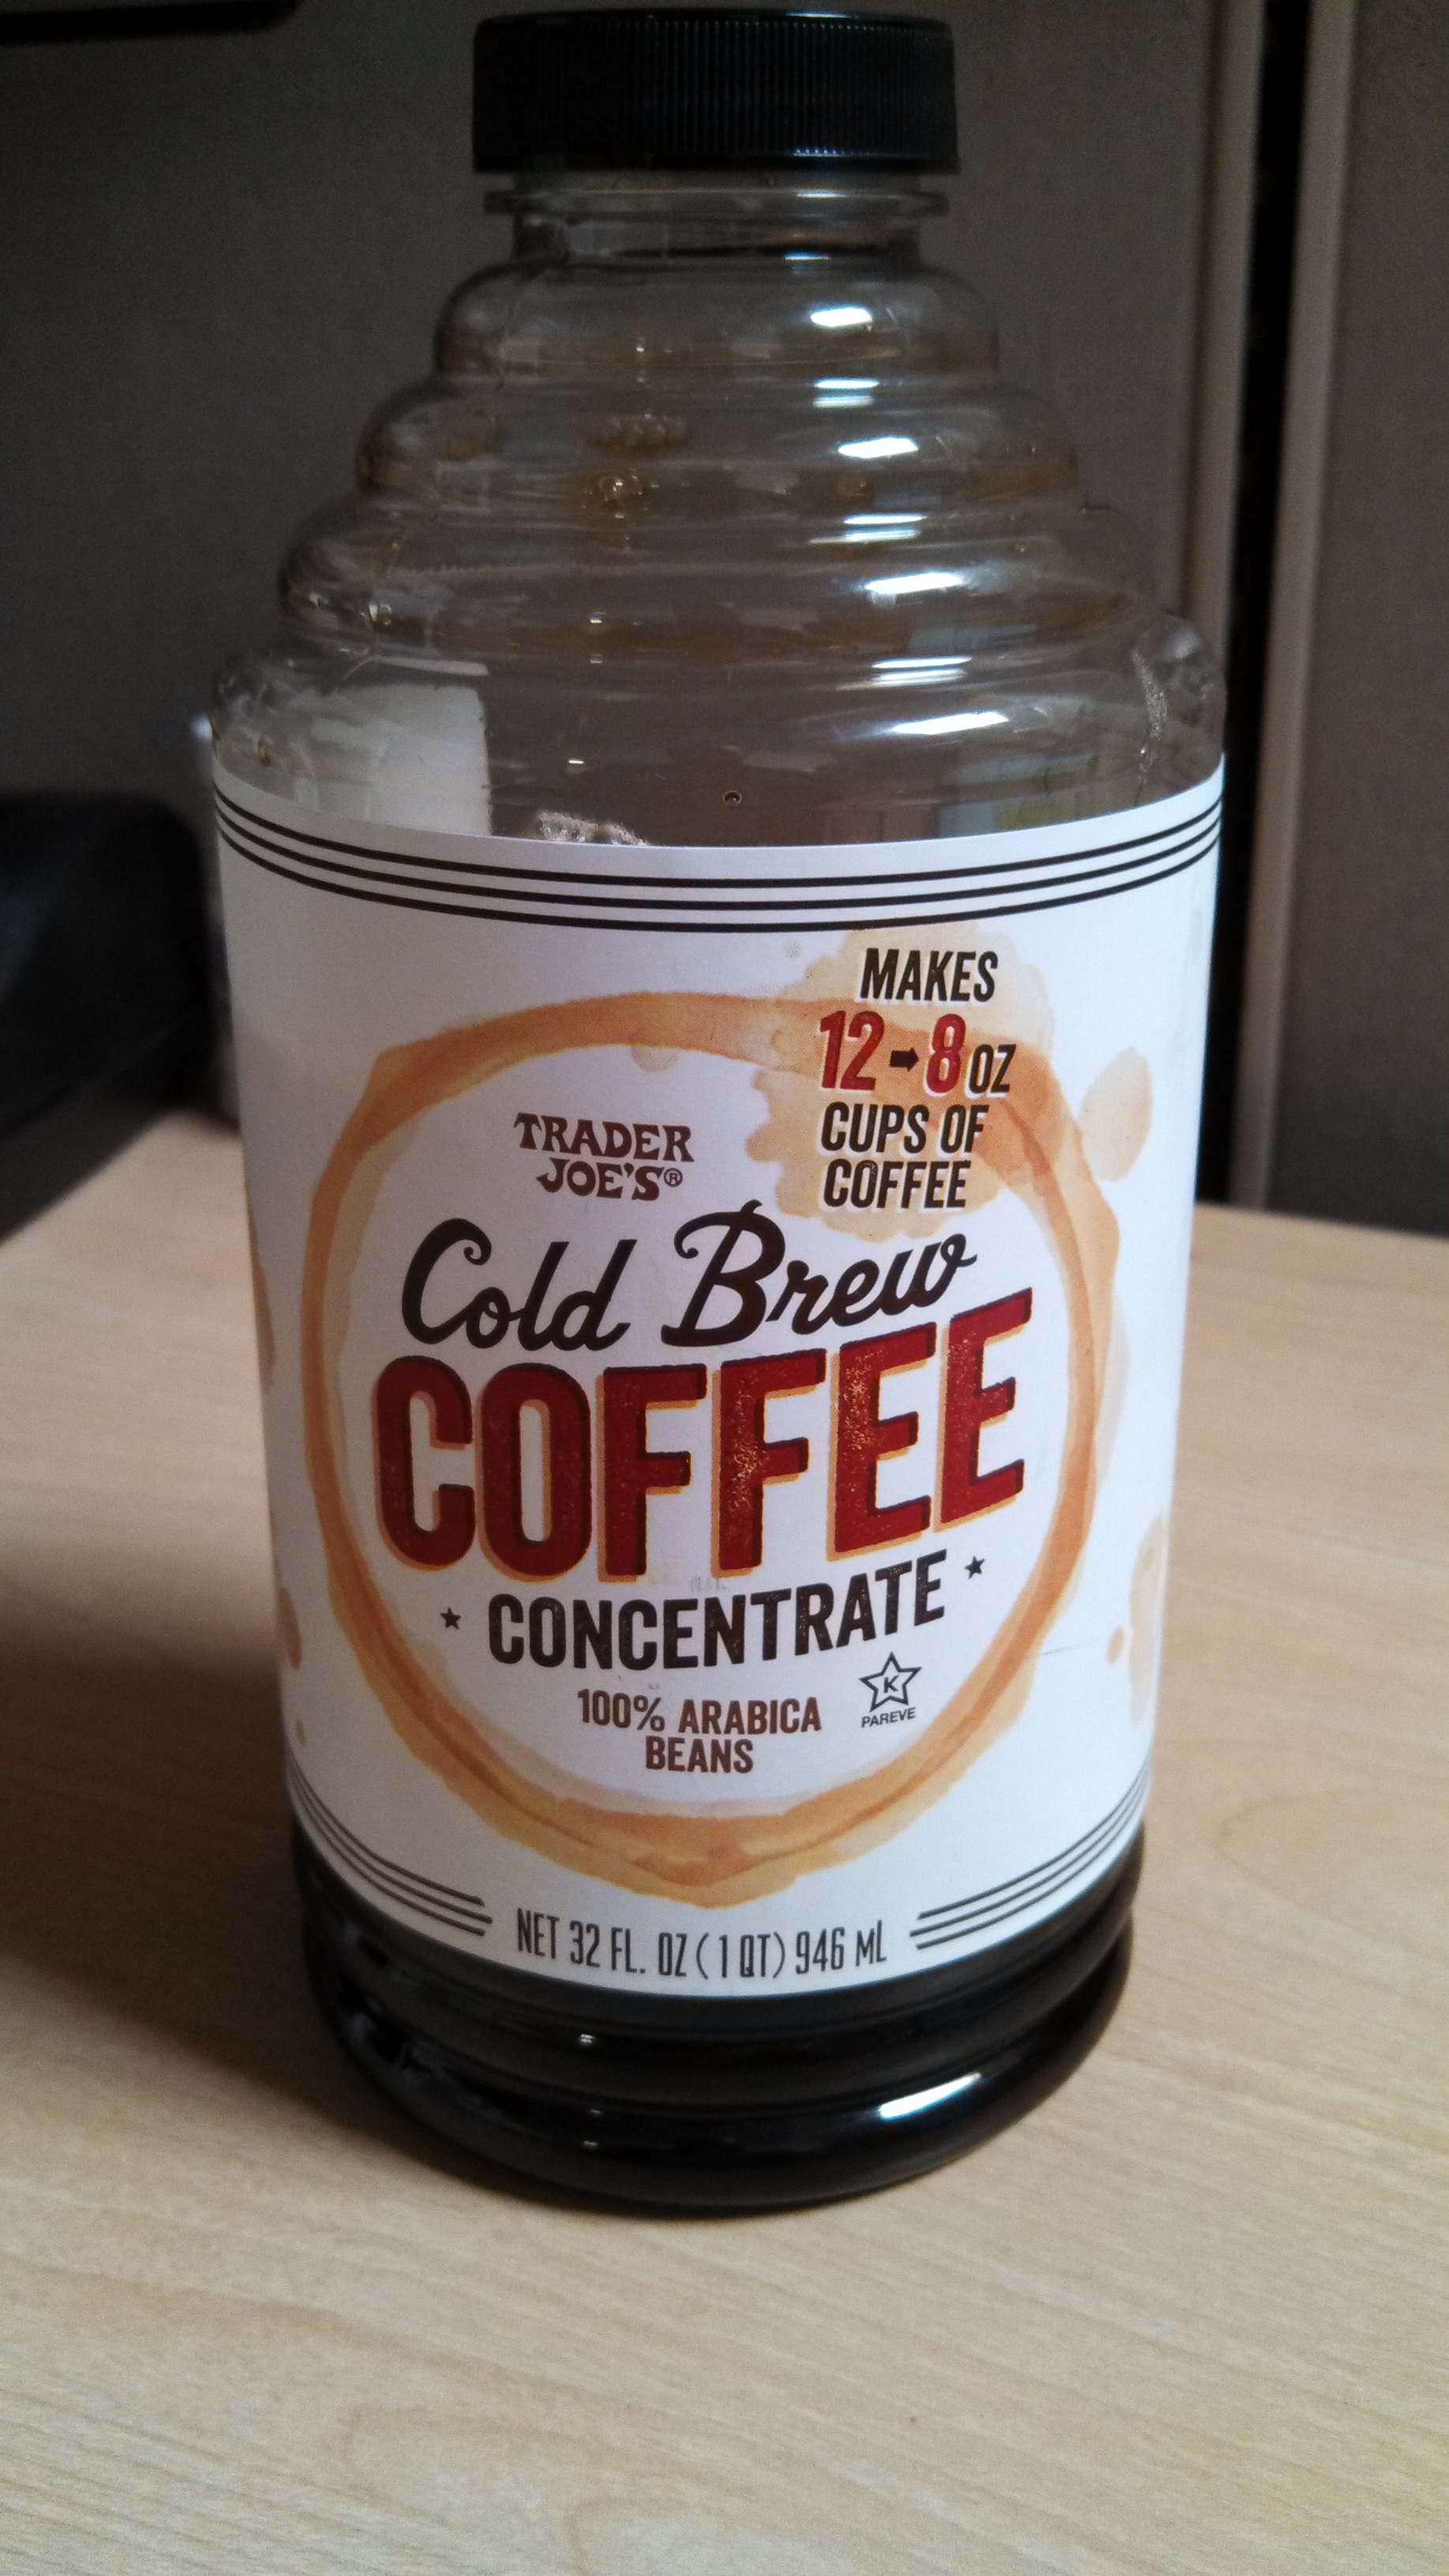 MAKES
12➡8 OZ
CUPS OF
COFFEE
TRADER
JOE'S®
Cold Brew
COFFEE
★ CONCENTRATE ★
100% ARABICA
BEANS
K
PAREVE
NET 32 FL. OZ (1 QT) 946 mL